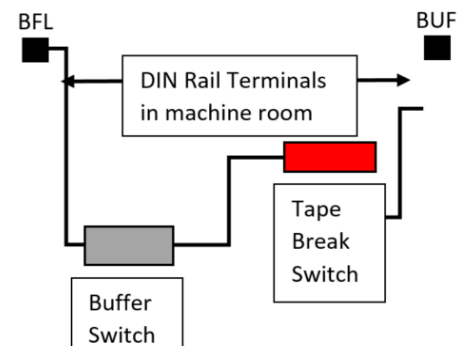 BFL
BUF
DIN Rail Terminals
in machine room
Tape
Break
Switch
Buffer
Switch